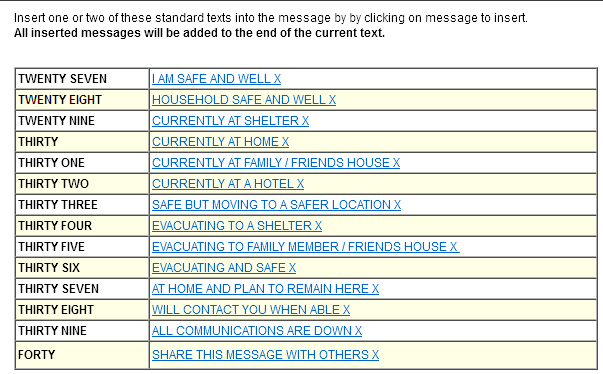 Insert one or two of these standard texts into the message by by clicking on message to insert.
All inserted messages will be added to the end of the current text.
TWENTY SEVEN I AM SAFE AND WELL X
TWENTY EIGHT HOUSEHOLD SAFE AND WELL X
TWENTY NINE CURRENTLY AT SHELTER X
THIRTY CURRENTLY AT HOME X
THIRTY ONE CURRENTLY AT FAMILY / FRIENDS HOUSE X
THIRTY TWO CURRENTLY AT A HOTEL X
THIRTY THREE SAFE BUT MOVING TO A SAFER LOCATION X
THIRTY FOUR EVACUATING TO A SHELTER X
THIRTY FIVE EVACUATING TO FAMILY MEMBER / FRIENDS HOUSE X
THIRTY SIX EVACUATING AND SAFE X
THIRTY SEVEN AT HOME AND PLAN TO REMAIN HERE X
THIRTY EIGHT WILL CONTACT YOU WHEN ABLE X
THIRTY NINE ALL COMMUNICATIONS ARE DOWN X
FORTY SHARE THIS MESSAGE WITH OTHERS X